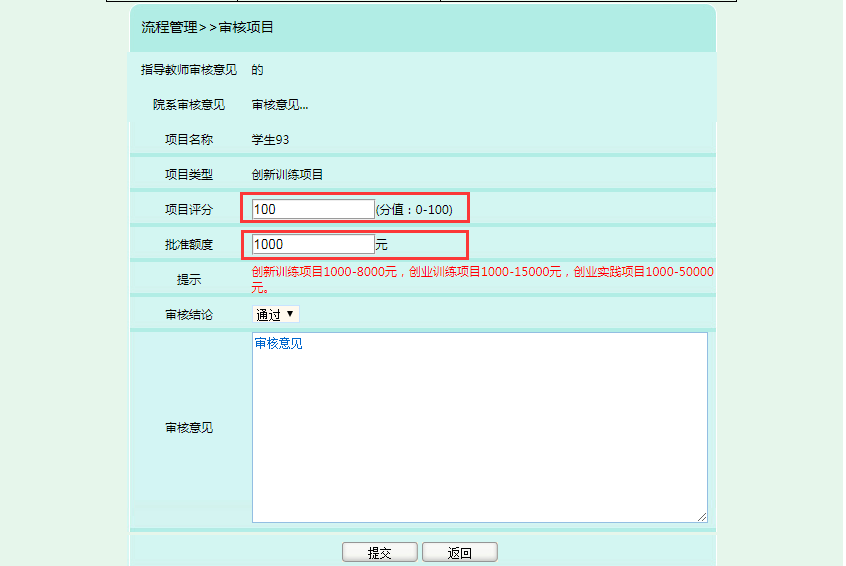 流程管理>>审核项目
指导教师审核意见 的
院系审核意见 审核意见...
项目名称 学生93
项目类型 创新训练项目
项目评分 100 (分值：0-100)
批准额度 1000 元
提示 创新训练项目1000-8000元，创业训练项目1000-15000元，创业实践项目1000-50000
元。
审核结论 通过
审核意见 审核意见
提交 返回